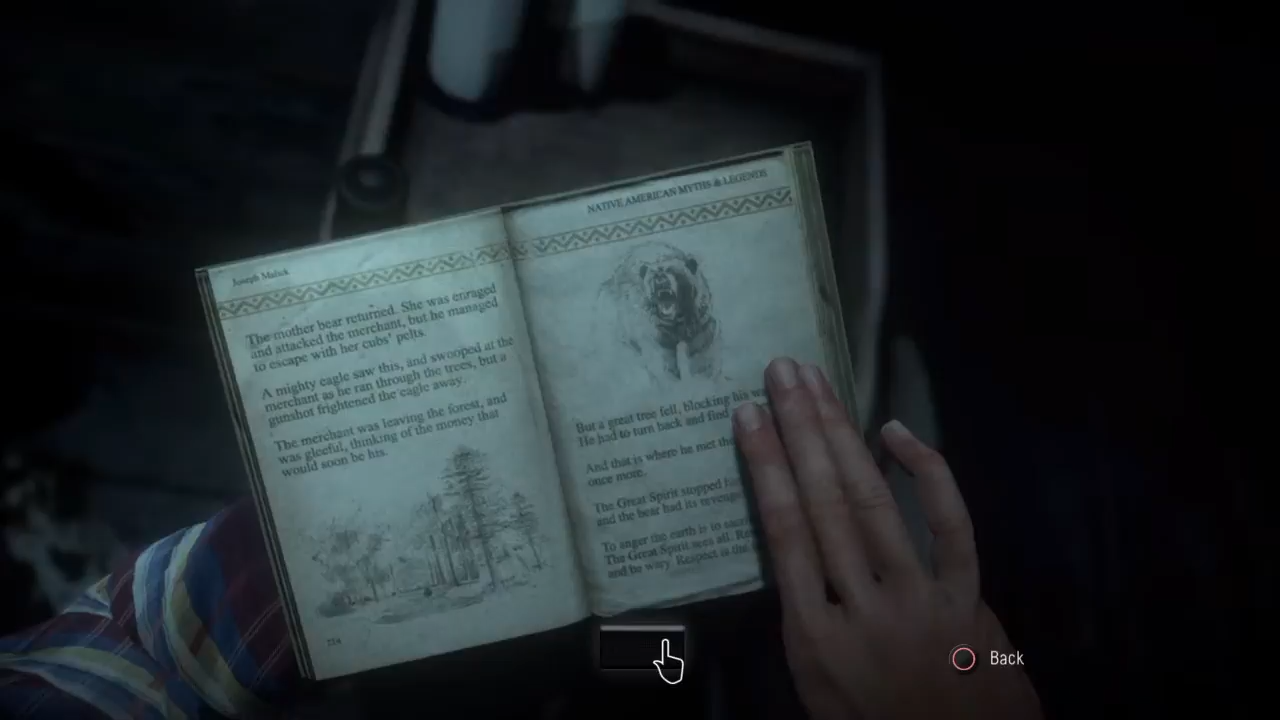 Joseph Malick
The mother bear returned. She was enraged
and attacked the merchant, but he managed
to escape with her cubs' pelts.
A mighty eagle saw this, and swooped at the
merchant as he ran through the trees, but a
gunshot frightened the eagle away.
The merchant was leaving the forest, and
was gleeful, thinking of the money that
would soon be his.
NATIVE AMERICAN MYTHS & LEGENDS
But a great tree fell, blocking his
He had to turn back and find
And that is where he met the
once more.
The Great Spirit stopped
and the bear had its revenge
To anger the earth is to
The Great Spirit sees all.
and be wary. Respect is the
Back